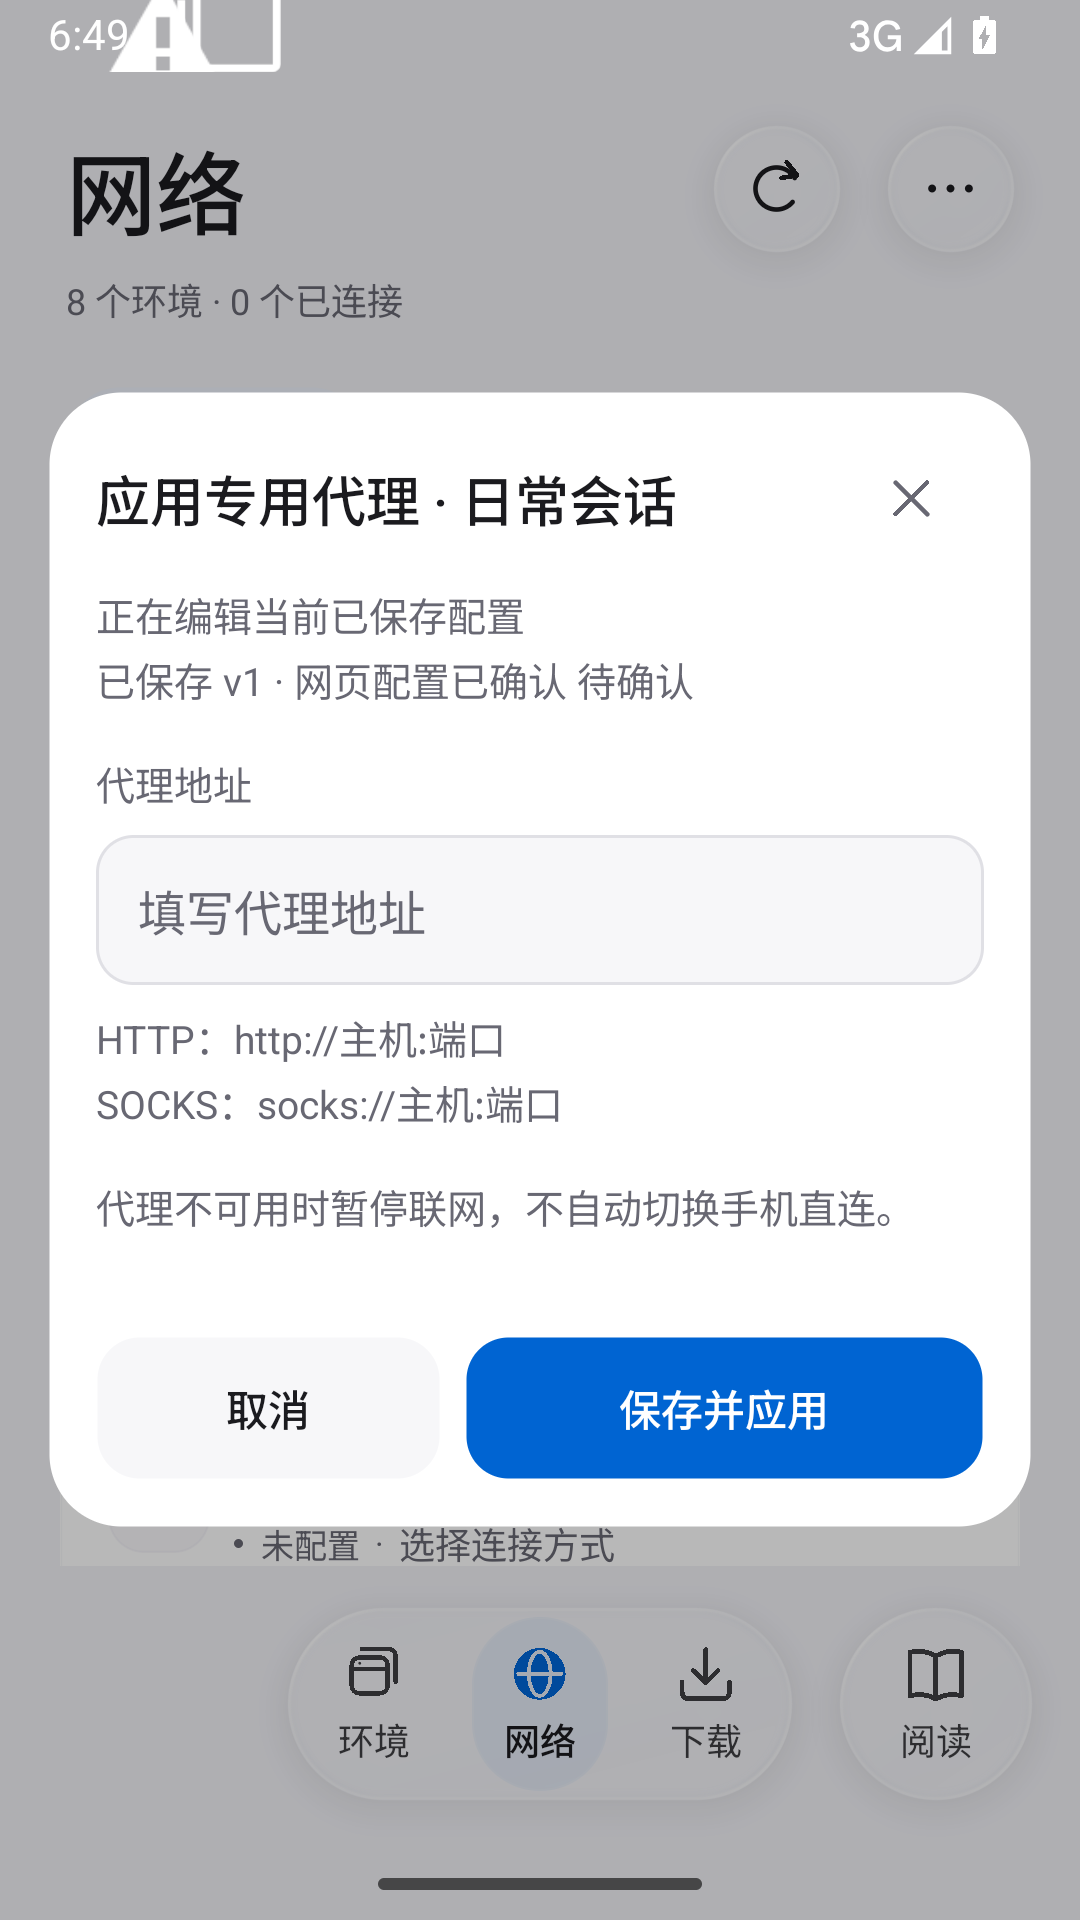 6:49
3G
网络
8 个环境 · 0 个已连接
应用专用代理 · 日常会话
正在编辑当前已保存配置
已保存 v1 · 网页配置已确认 待确认
代理地址
填写代理地址
HTTP：http://主机:端口
SOCKS：socks://主机:端口
代理不可用时暂停联网，不自动切换手机直连。
取消
保存并应用
• 未配置 · 选择连接方式
环境
网络
下载
阅读